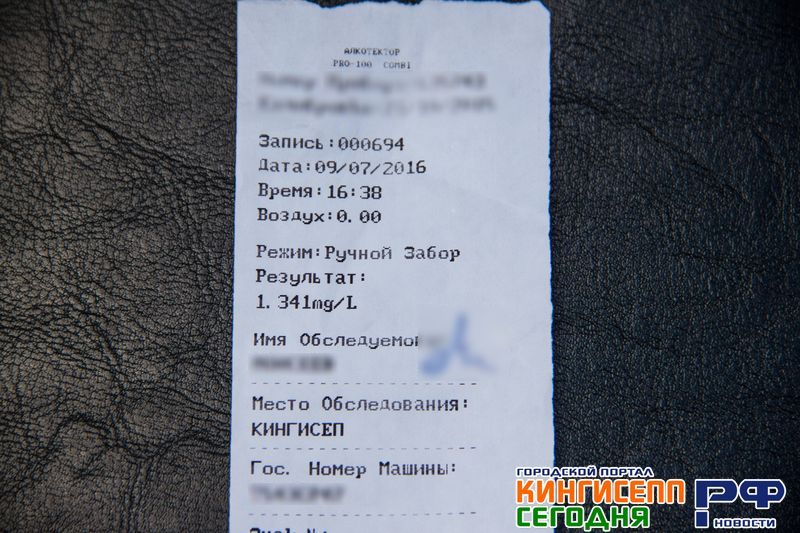 АЛКОТЕКТОР
PRO-100 COMBI
Запись:000694
Дата:09/07/2016
Время:16:38
Воздух:0.00
Режим:Ручной Забор
Результат:
1.341mg/L
Имя Обследуемо
Место Обследования:
КИНГИСЕП
Гос. Номер Машины:
ГОРОДСКОЙ ПОРТАЛ
КИНГИСЕПП
СЕГОДНЯ
РФ
НОВОСТИ